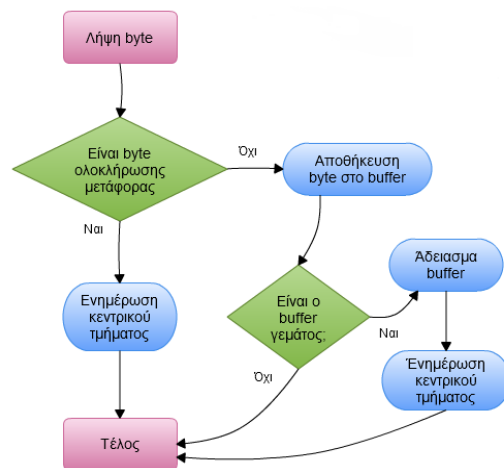 Λήψη byte
Είναι byte
ολοκλήρωσης
μετάφορας
Όχι
Αποθήκευση
byte στο buffer
Ναι
Ενημέρωση
κεντρικού
τμήματος
Είναι ο
buffer
γεμάτος;
Ναι
Άδειασμα
buffer
Όχι
Ένημέρωση
κεντρικού
τμήματος
Τέλος